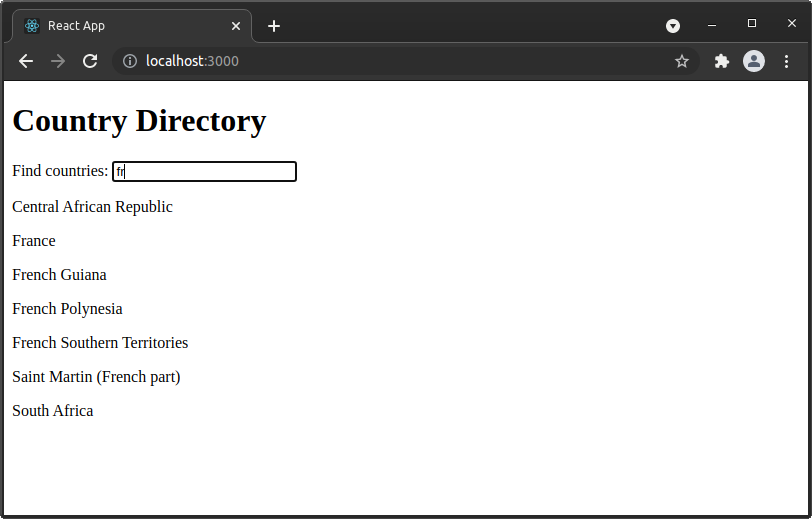 React App
localhost:3000
Country Directory
Find countries: fr
Central African Republic
France
French Guiana
French Polynesia
French Southern Territories
Saint Martin (French part)
South Africa